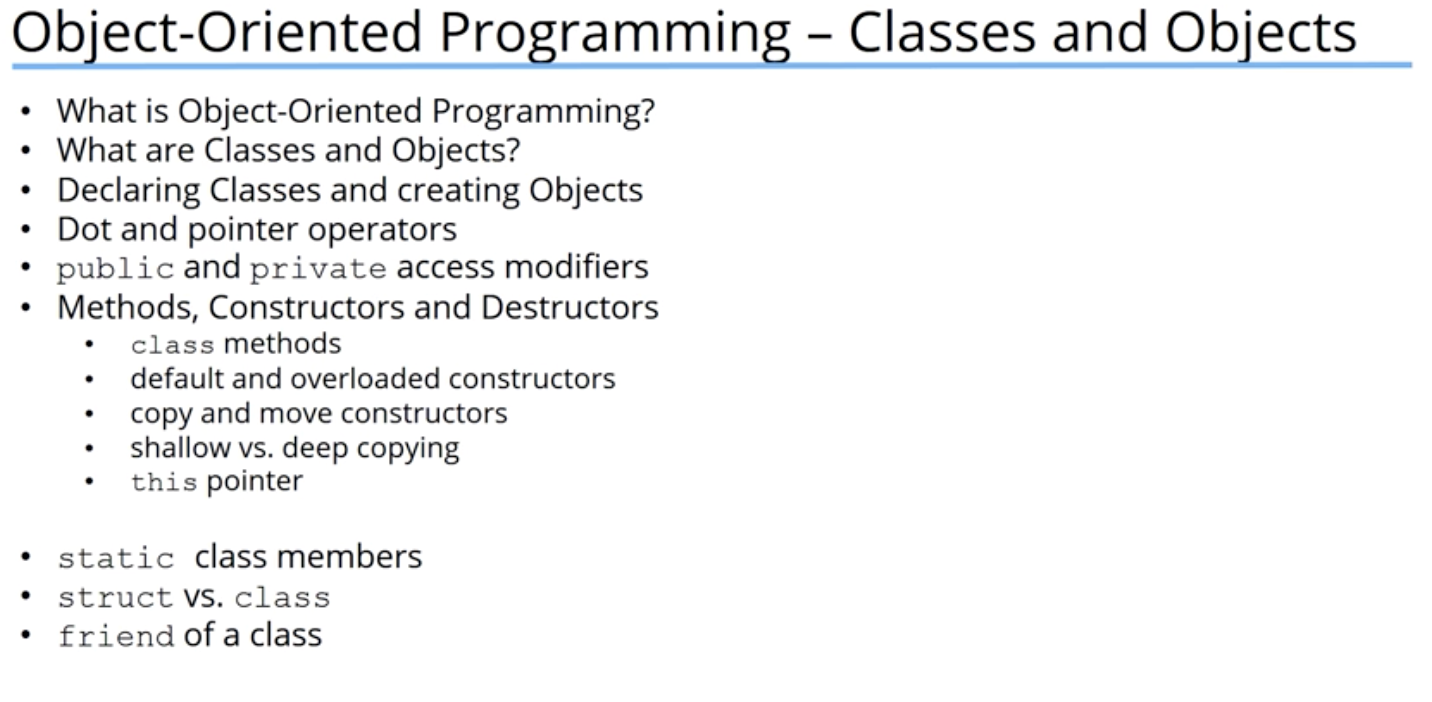 Object-Oriented Programming – Classes and Objects
• What is Object-Oriented Programming?
• What are Classes and Objects?
• Declaring Classes and creating Objects
• Dot and pointer operators
• public and private access modifiers
• Methods, Constructors and Destructors
• class methods
• default and overloaded constructors
• copy and move constructors
• shallow vs. deep copying
• this pointer
• static class members
• struct vs. class
• friend of a class